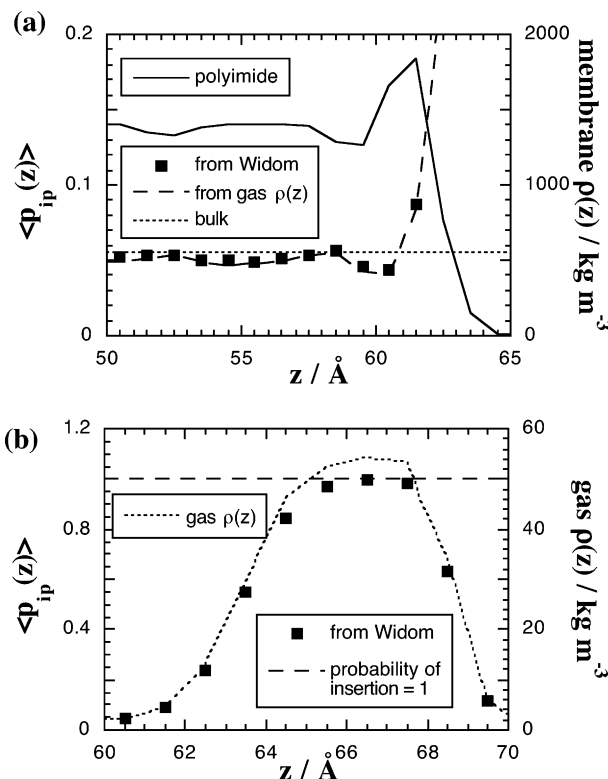 (a)
0.2
0.1
0
<p_ip(z)>
2000
1000
0
membrane ρ(z) / kg m^-3
polyimide
from Widom
from gas ρ(z)
bulk
50
55
60
65
z / Å
(b)
1.2
0.8
0.4
0
<p_ip(z)>
60
40
20
0
gas ρ(z) / kg m^-3
gas ρ(z)
from Widom
probability of
insertion = 1
60
62
64
66
68
70
z / Å